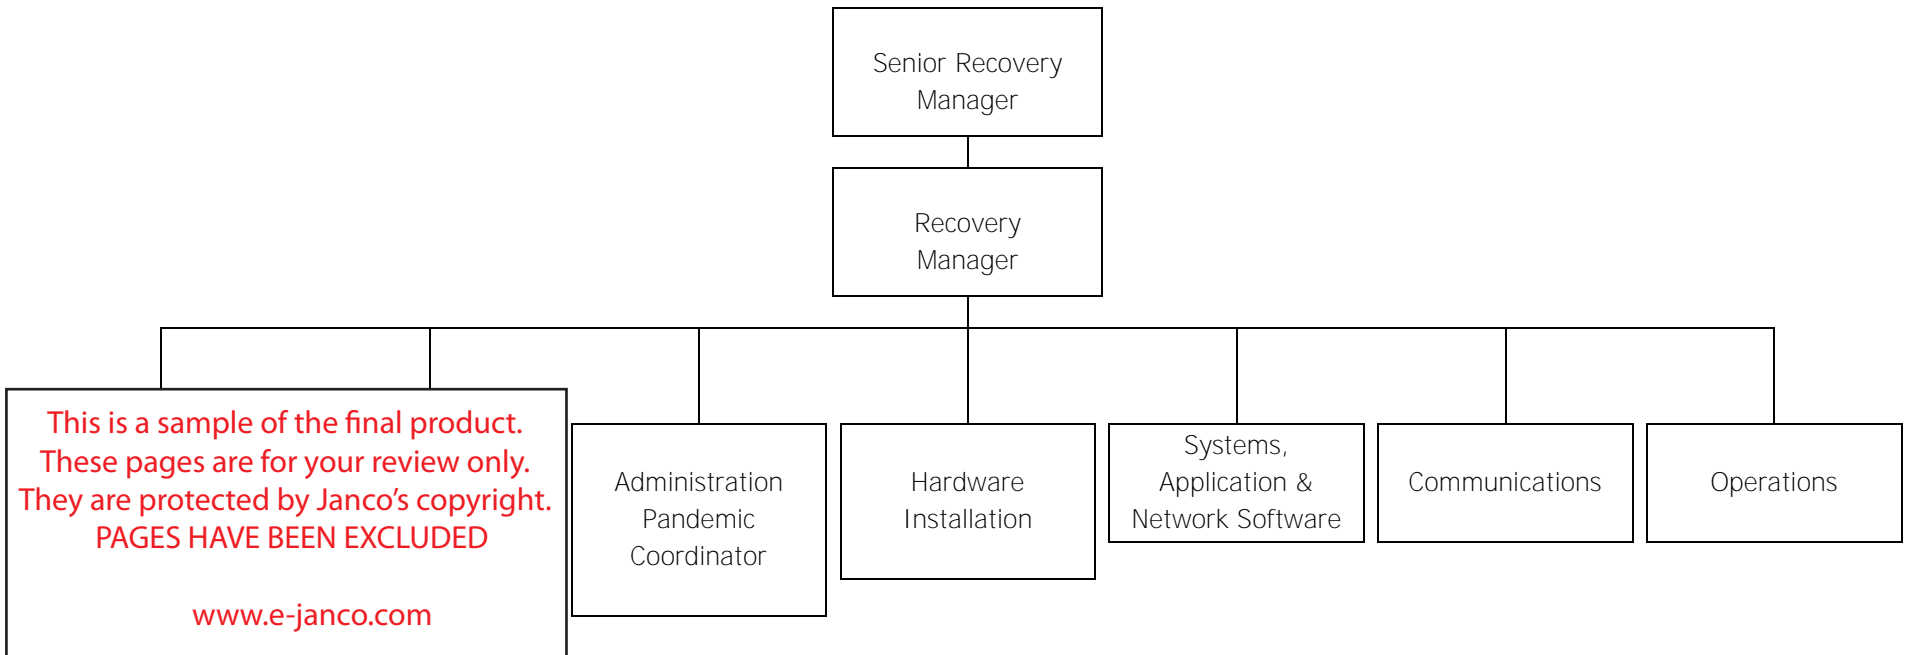 Senior Recovery
Manager
Recovery
Manager
This is a sample of the final product.
These pages are for your review only.
They are protected by Janco's copyright.
PAGES HAVE BEEN EXCLUDED
www.e-janco.com
Administration
Pandemic
Coordinator
Hardware
Installation
Systems,
Application &
Network Software
Communications
Operations